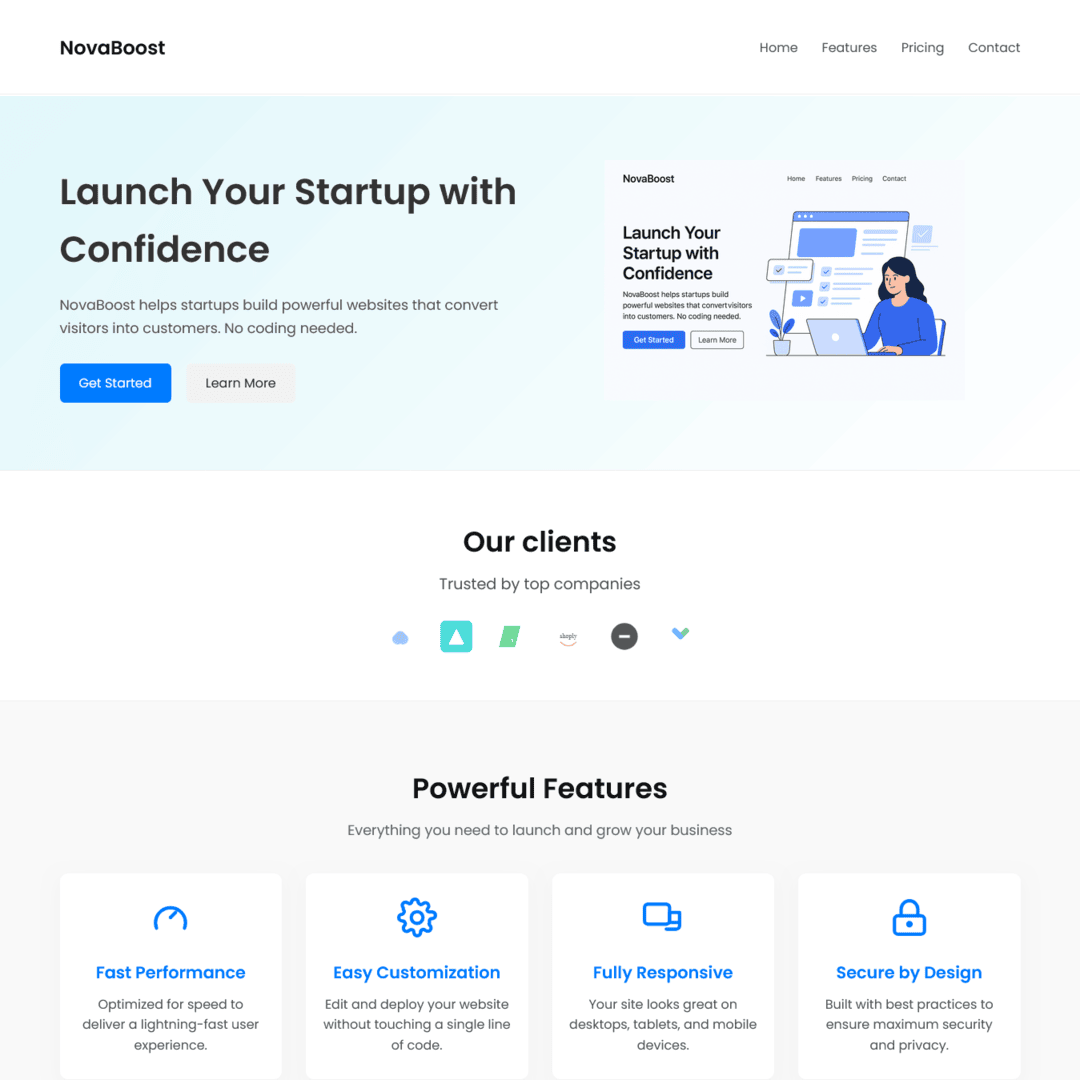 NovaBoost
Home Features Pricing Contact
Launch Your Startup with
Confidence
NovaBoost helps startups build powerful websites that convert
visitors into customers. No coding needed.
Get Started Learn More
NovaBoost
Home Features Pricing Contact
Launch Your
Startup with
Confidence
NovaBoost helps startups build
powerful websites that convertvisitors
into customers. No coding needed.
Get Started Learn More
Our clients
Trusted by top companies
shoply
Powerful Features
Everything you need to launch and grow your business
Fast Performance
Optimized for speed to
deliver a lightning-fast user
experience.
Easy Customization
Edit and deploy your website
without touching a single line
of code.
Fully Responsive
Your site looks great on
desktops, tablets, and mobile
devices.
Secure by Design
Built with best practices to
ensure maximum security
and privacy.